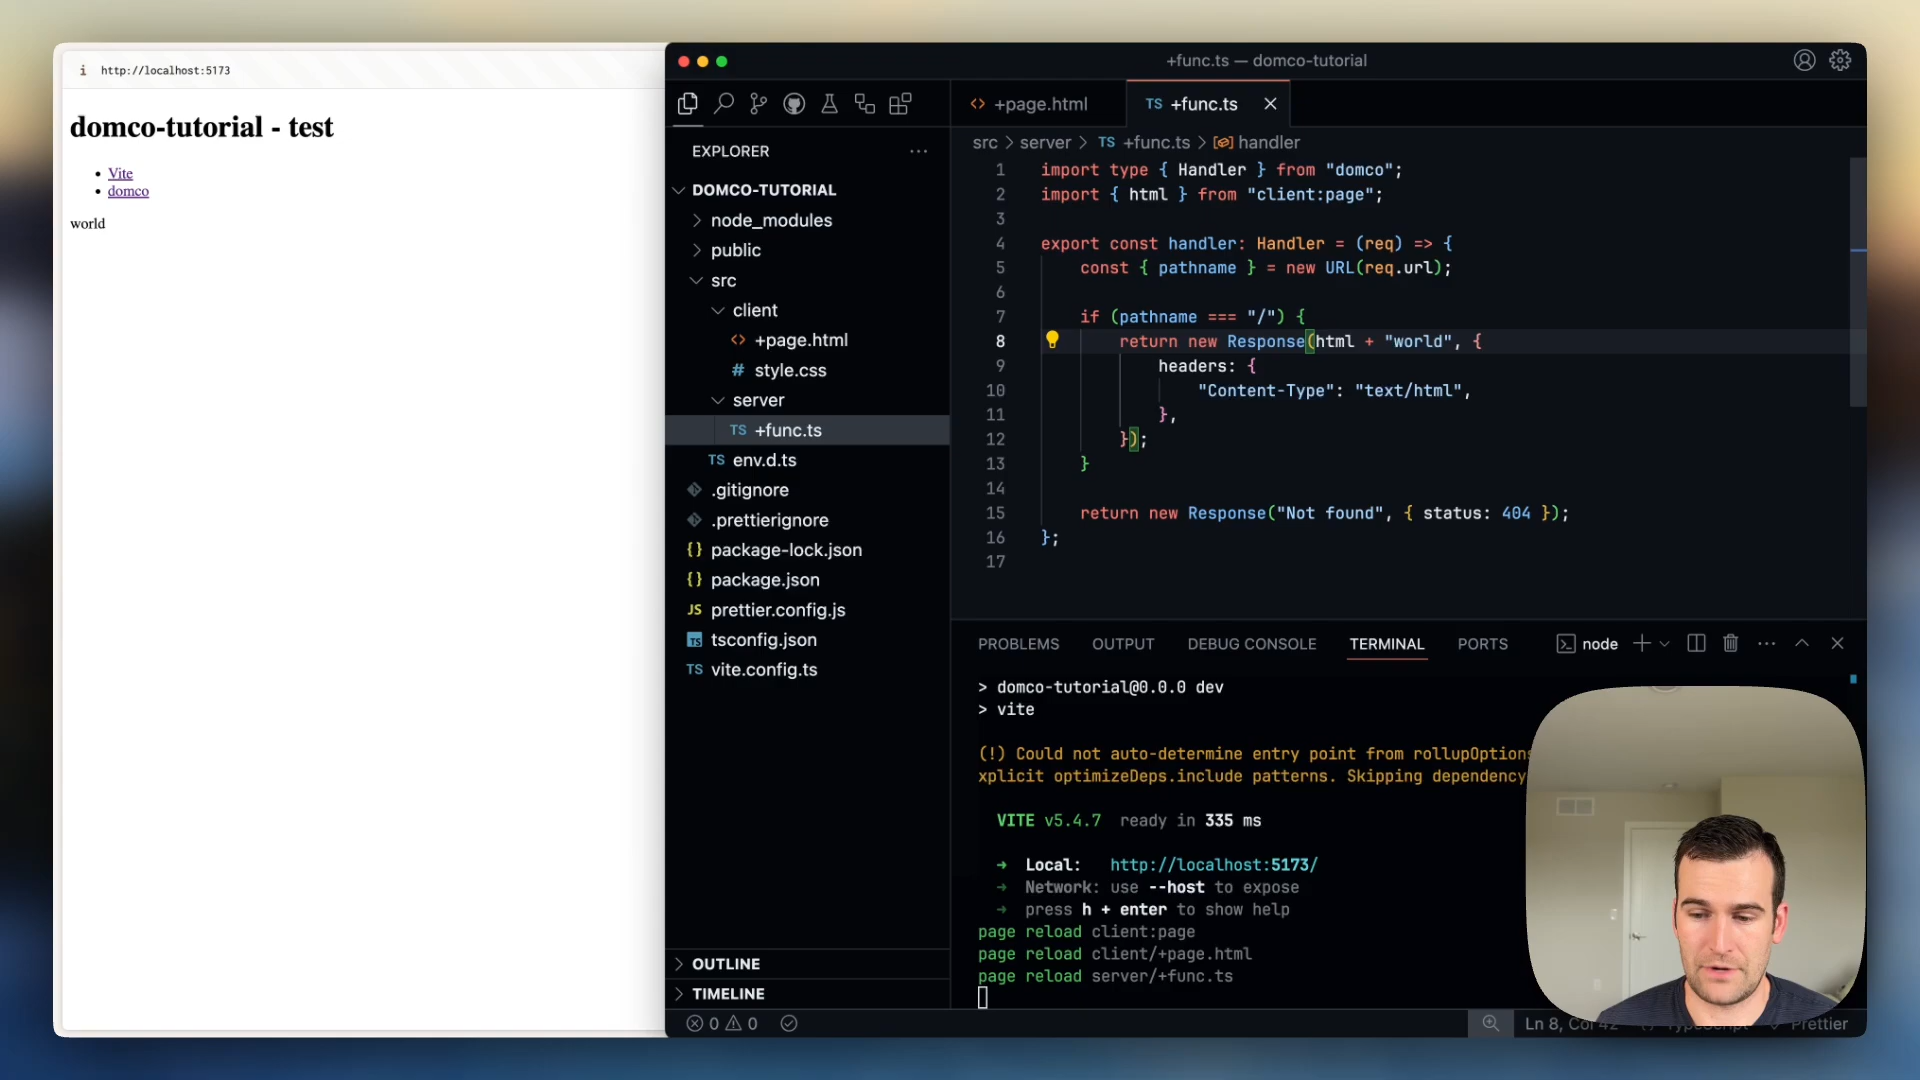 http://localhost:5173
domco-tutorial - test
Vite
domco
world
+func.ts — domco-tutorial
EXPLORER
DOMCO-TUTORIAL
node_modules
public
src
client
+page.html
style.css
server
+func.ts
env.d.ts
.gitignore
.prettierignore
package-lock.json
package.json
prettier.config.js
tsconfig.json
vite.config.ts
OUTLINE
TIMELINE
+page.html
TS +func.ts
src > server > TS +func.ts > handler
1 import type { Handler } from "domco";
2 import { html } from "client:page";
3
4 export const handler: Handler = (req) => {
5 const { pathname } = new URL(req.url);
6
7 if (pathname === "/") {
8 return new Response(html + "world", {
9 headers: {
10 "Content-Type": "text/html",
11 },
12 });
13 }
14
15 return new Response("Not found", { status: 404 });
16 };
17
PROBLEMS OUTPUT DEBUG CONSOLE TERMINAL PORTS node
> domco-tutorial@0.0.0 dev
> vite
(!) Could not auto-determine entry point from rollupOptions
xplicit optimizeDeps.include patterns. Skipping dependency
VITE v5.4.7 ready in 335 ms
➜ Local: http://localhost:5173/
➜ Network: use --host to expose
➜ press h + enter to show help
page reload client:page
page reload client/+page.html
page reload server/+func.ts
0 0
Ln 8, Col 42 {} TypeScript Prettier